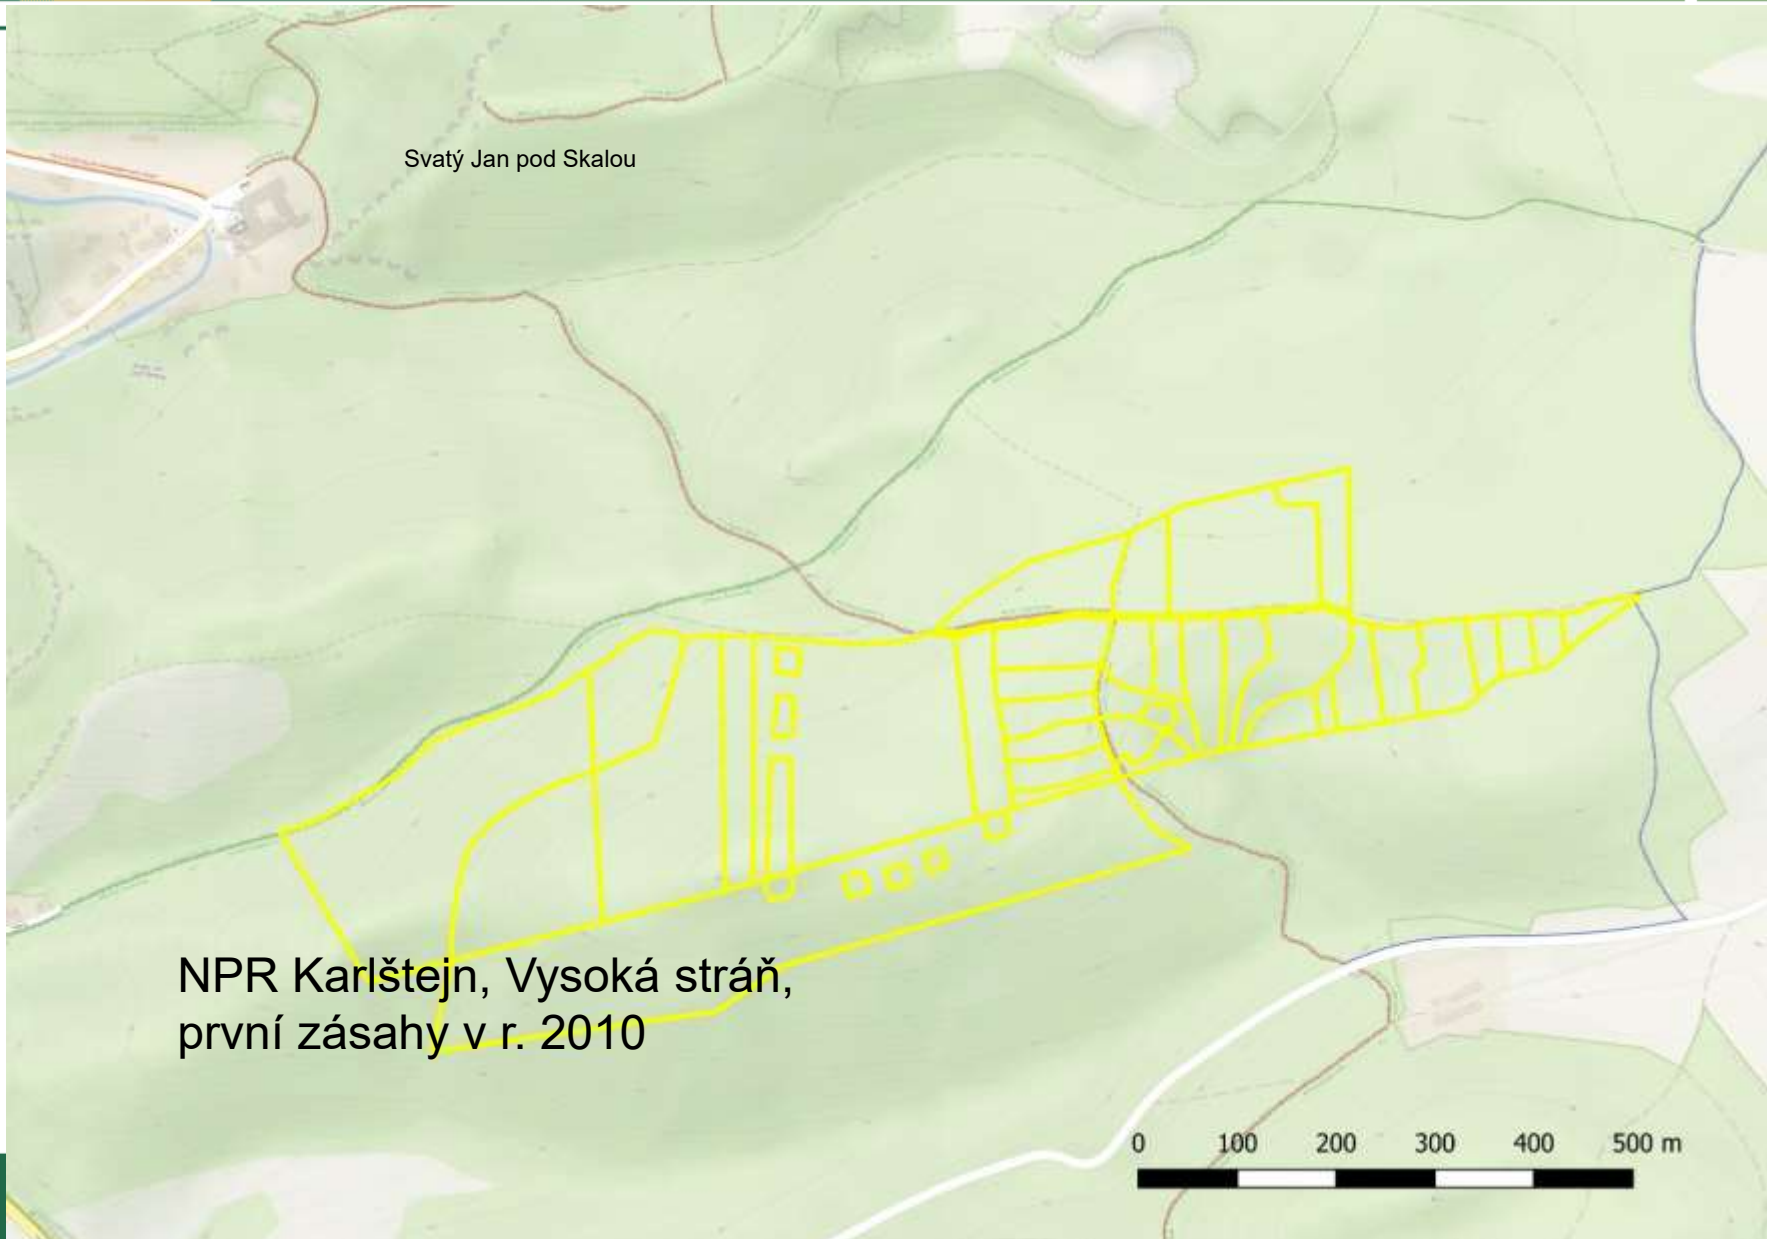 Svatý Jan pod Skalou
NPR Karlštejn, Vysoká stráň,
první zásahy v r. 2010
0 100 200 300 400 500 m